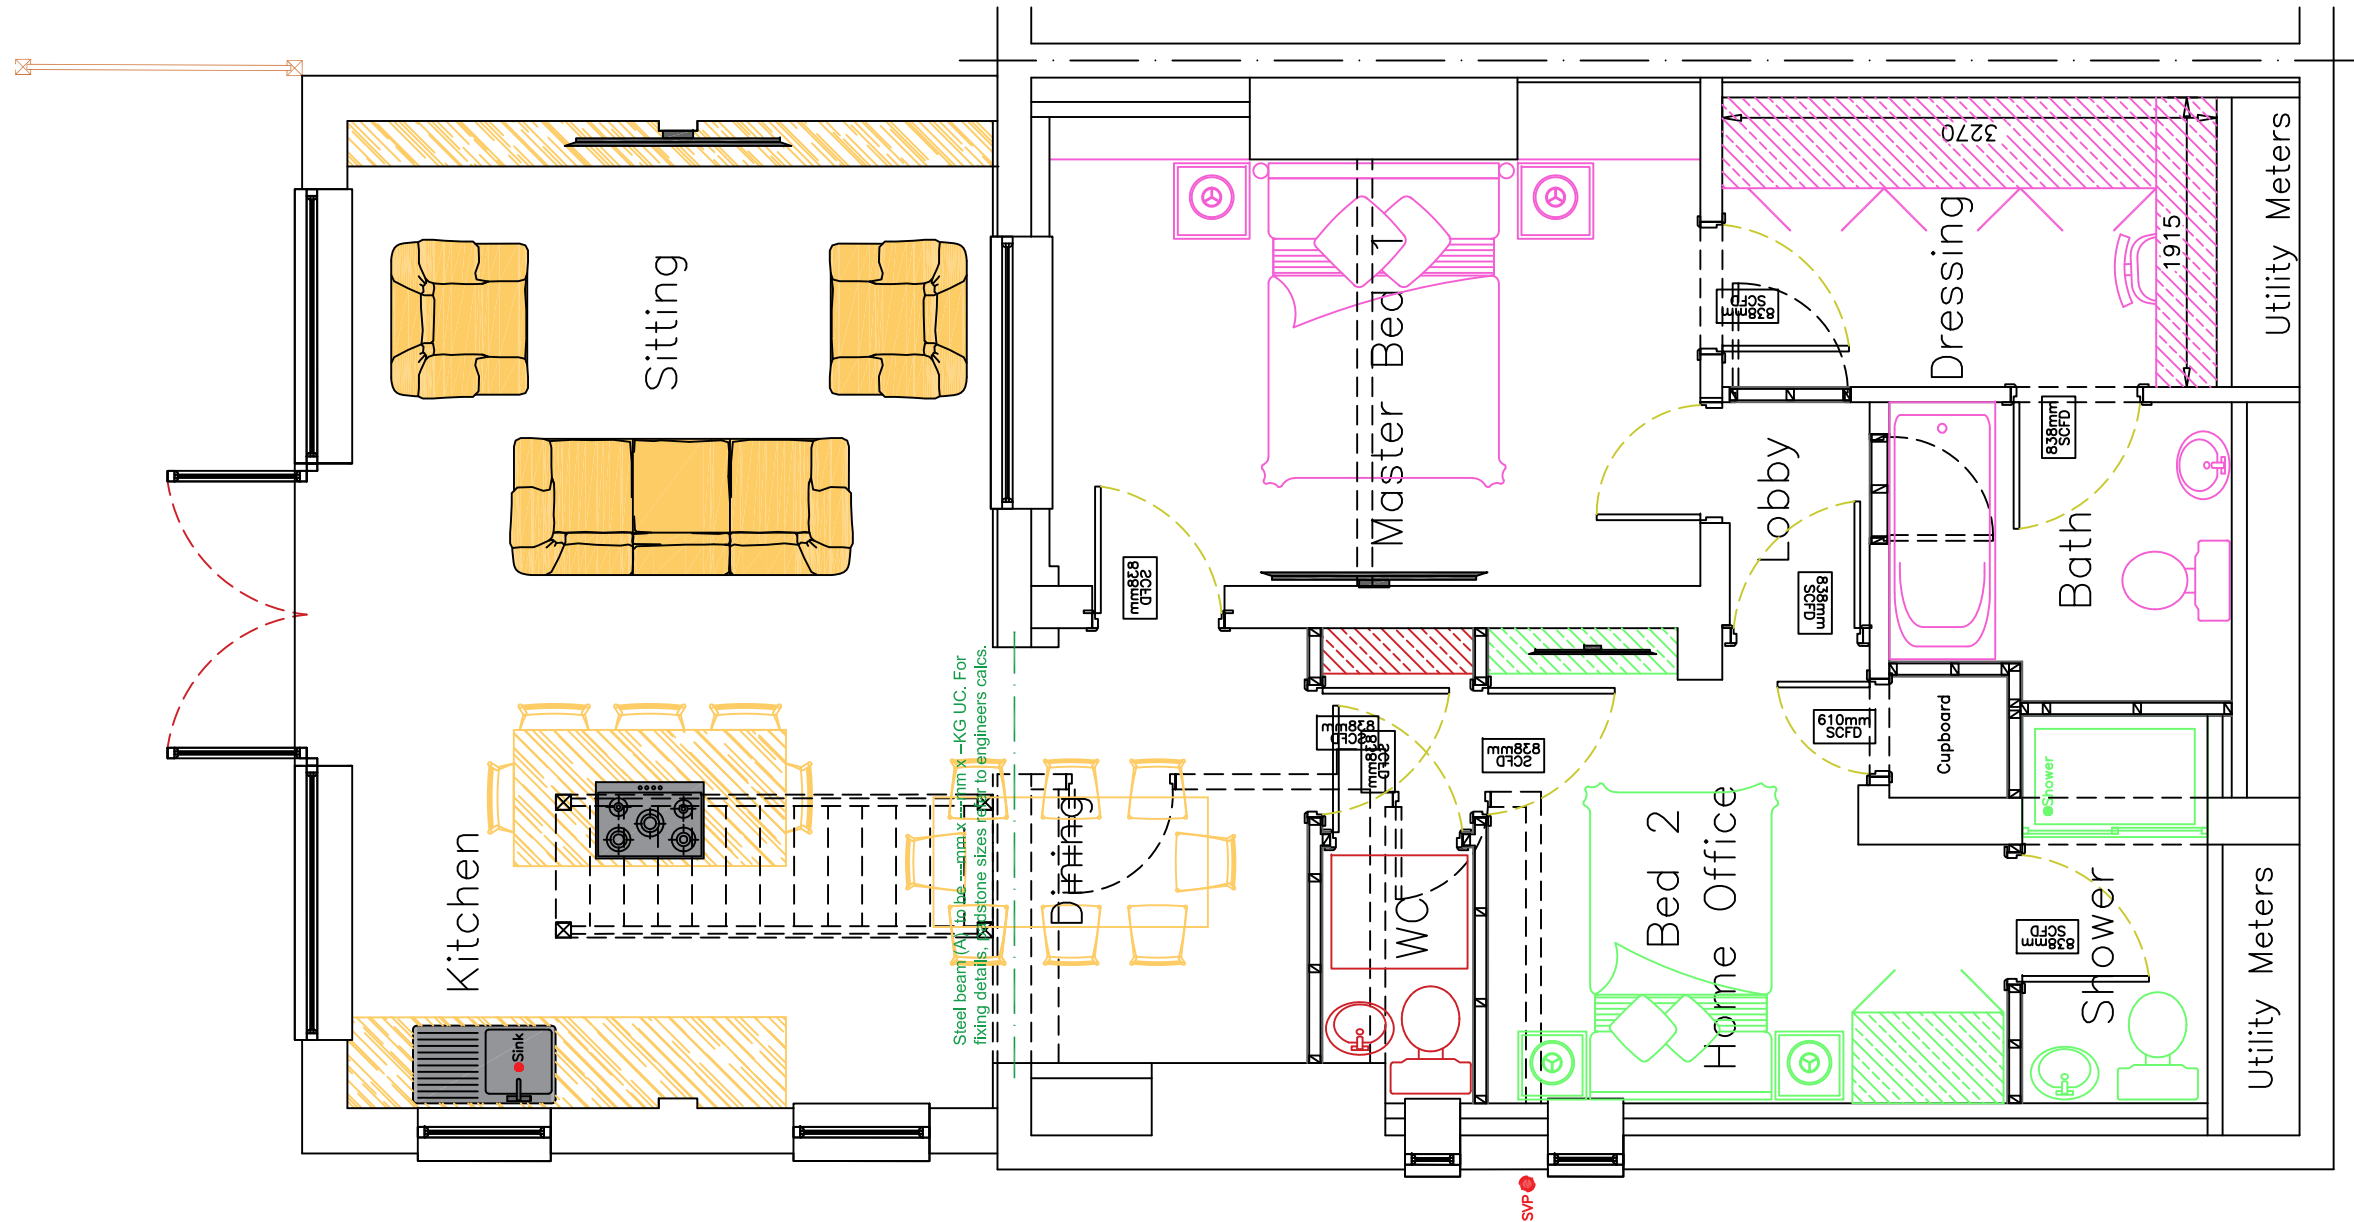 Sitting
Kitchen
Sink
Dining
Steel beam (A) to be ---mm x ---mm x --KG UC. For
fixing details, padstone sizes refer to engineers calcs.
Master Bed 1
838mm
SCFD
838mm
SCFD
Dressing
3270
1915
Utility Meters
Lobby
838mm
SCFD
838mm
SCFD
Bath
610mm
SCFD
Cupboard
838mm
SCFD
838mm
SCFD
838mm
SCFD
WC
Bed 2
Home Office
Shower
838mm
SCFD
Shower
Utility Meters
SVP